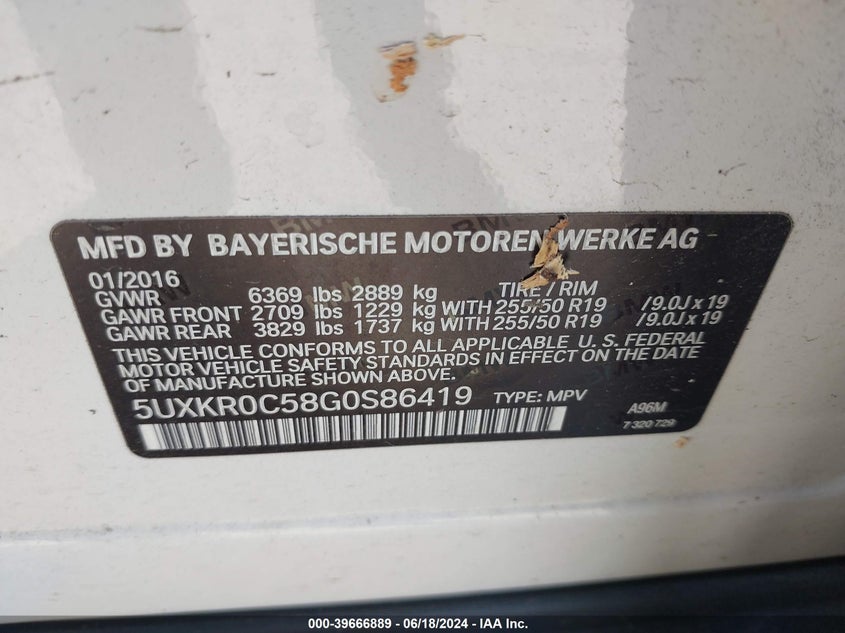 MFD BY BAYERISCHE MOTOREN WERKE AG
01/2016 TIRE / RIM
GVWR 6369 lbs 2889 kg
GAWR FRONT 2709 lbs 1229 kg WITH 255/50 R19 /9.0J x 19
GAWR REAR 3829 lbs 1737 kg WITH 255/50 R19 /9.0J x 19
THIS VEHICLE CONFORMS TO ALL APPLICABLE U. S. FEDERAL
MOTOR VEHICLE SAFETY STANDARDS IN EFFECT ON THE DATE
OF MANUFACTURE SHOWN ABOVE.
5UXKR0C58G0S86419 TYPE: MPV A96M
7 320 729
000-39666889 - 06/18/2024 - IAA Inc.